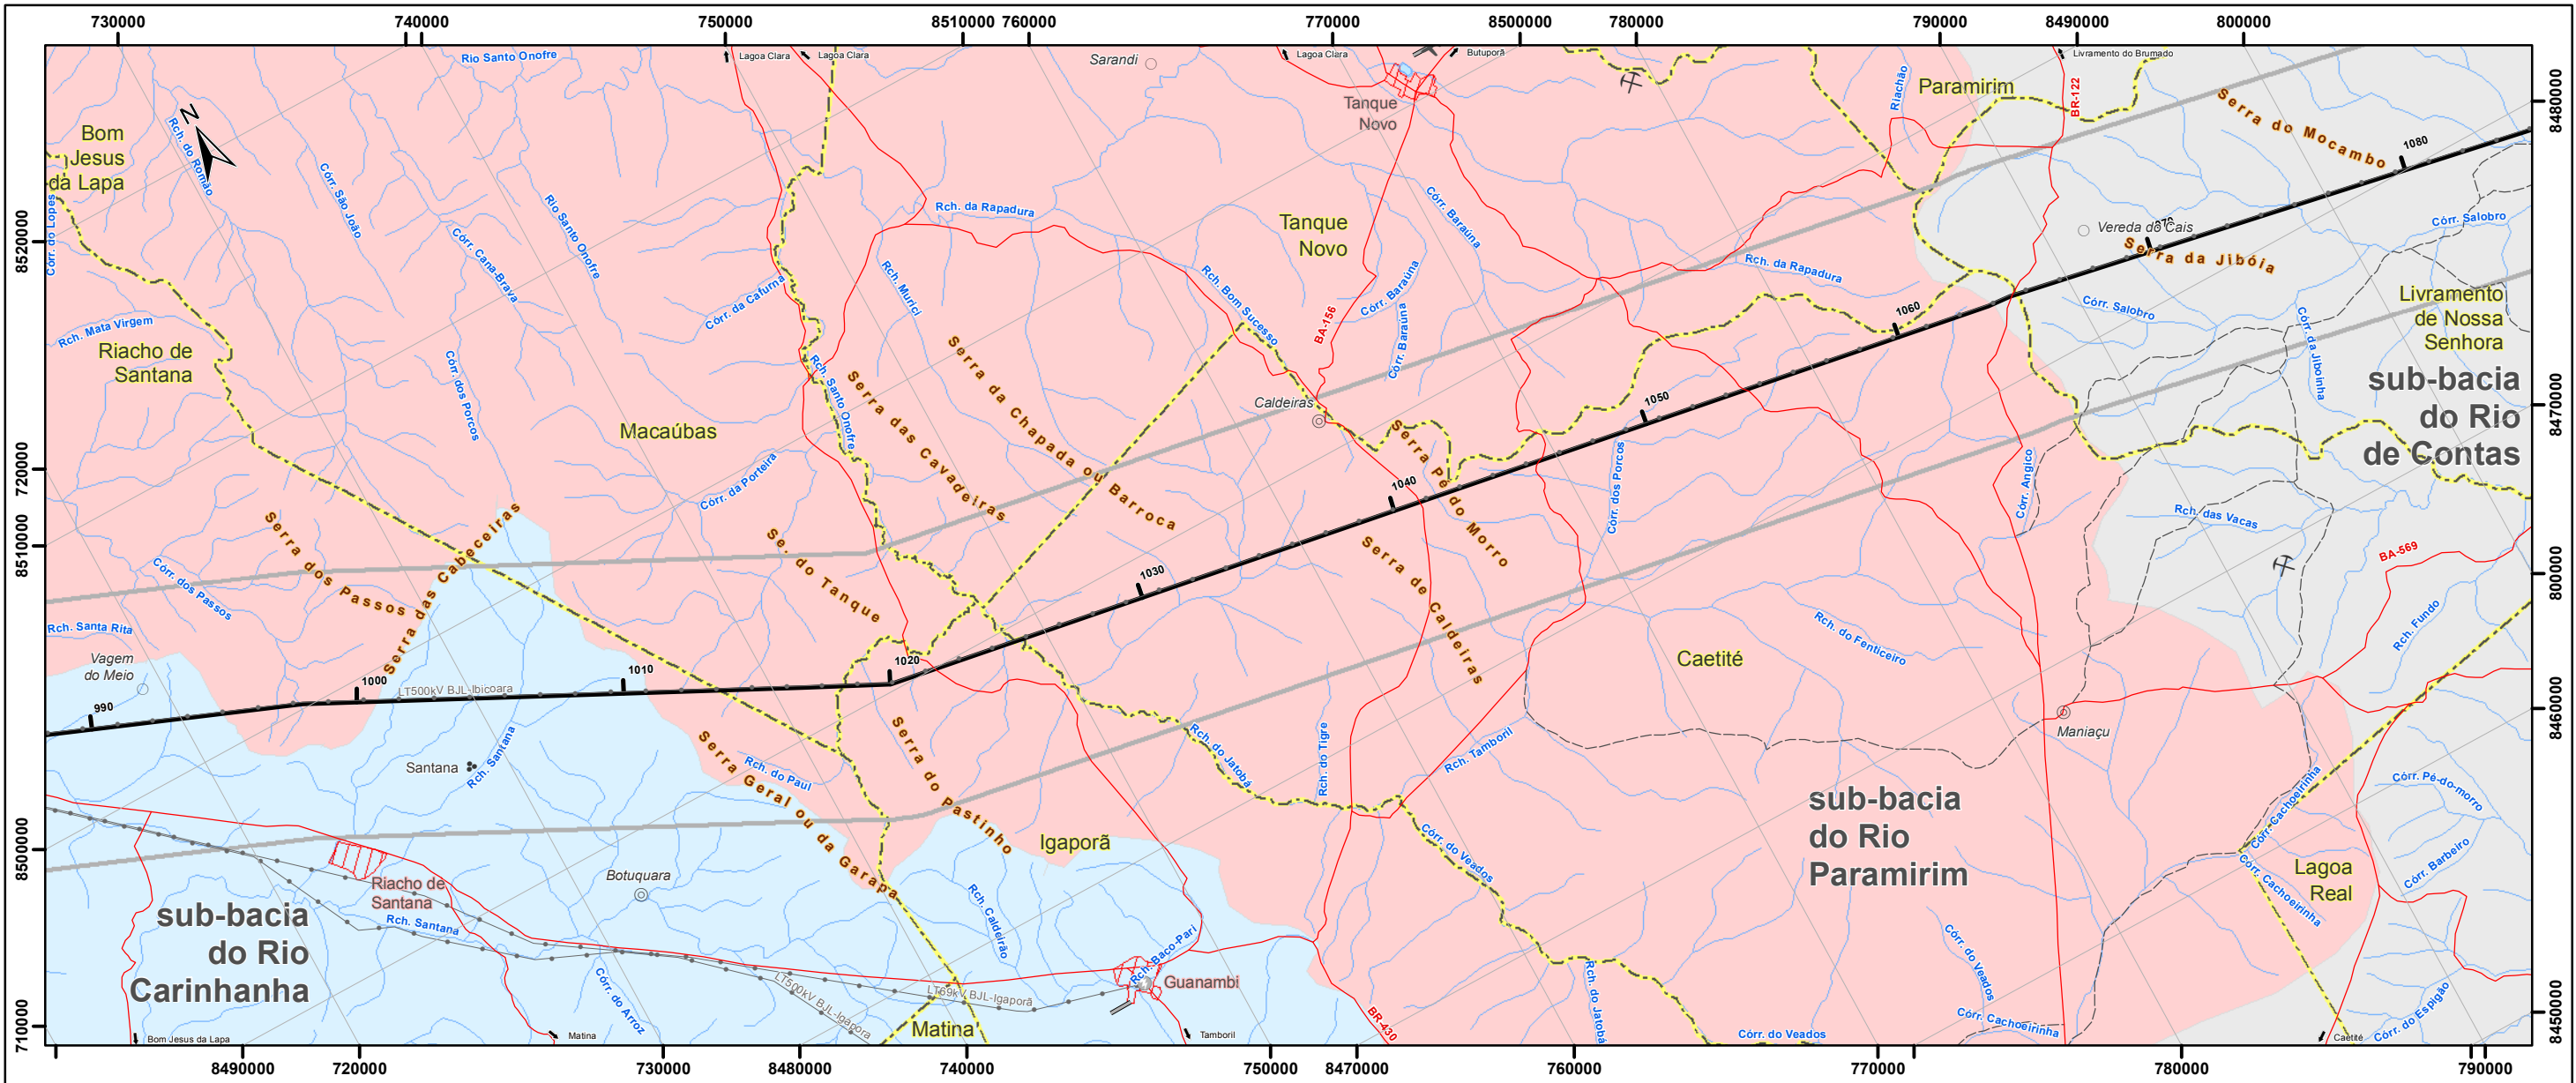 730000
740000
750000
8510000
760000
770000
8500000
780000
790000
8490000
800000
Rio Santo Onofre
Lagoa Clara
Lagoa Clara
Sarandi
Lagoa Clara
Butuporã
Livramento do Brumado
Bom
Jesus
da Lapa
N
Rch. do Romão
Córr. do Lopes
Córr. São João
Rio Santo Onofre
Córr. Cana-Brava
Tanque
Novo
Riachão
Paramirim
BR-122
Serra do Mocambo
1080
8480000
8520000
Rch. da Rapadura
Tanque
Novo
Córr. Baraúna
Vereda do Cais
Serra da Jibóia
Córr. Salobro
Rch. Mata Virgem
Riacho de
Santana
Córr. da Cafurna
Rch. Murici
Rch. Bom Sucesso
BA-156
Córr. Baraúna
Córr. Baraúna
Rch. da Rapadura
1060
Córr. Salobro
Córr. da Jiboinha
Livramento
de Nossa
Senhora
sub-bacia
do Rio
de Contas
Córr. dos Porcos
Rch. Santo Onofre
Macaúbas
Serra das Cavadeiras
Serra da Chapada ou Barroca
Caldeiras
1050
8470000
7220000
Córr. da Porteira
1040
Serra Pé do Morro
Córr. dos Porcos
Córr. Angico
Rch. das Vacas
8510000
Serra dos Passos
Serra das Cabeceiras
Se. do Tanque
1030
Serra de Caldeiras
BA-569
800000
Córr. dos Passos
Rch. Santa Rita
Vagem
do Meio
990
1000
LT500kV BJL-Ibicoara
1010
1020
Caetité
Rch. do Fenticeiro
Rch. Fundo
8460000
Santana
Rch. Santana
Serra Geral ou da Garapa
Rch. do Paul
Serra do Pastinho
Rch. do Jatobá
Rch. do Tigre
Rch. Tamboril
Maniaçu
sub-bacia
do Rio
Paramirim
Córr. Cachoeirinha
Córr. Pé-do-morro
8500000
Igaporã
Córr. do Veados
Riacho de
Santana
Botuquara
Lagoa
Real
Córr. Cachoeirinha
Córr. Barbeiro
sub-bacia
do Rio
Carinhanha
Rch. Santana
Rch. Caldeirão
Rch. Baco-Pari
Guanambi
Córr. do Veados
Córr. do Arroz
LT500kV BJL-Igapora
LT69kV BJL-Igaporã
Matina
Rch. do Jatobá
BR-430
Córr. Cachoeirinha
Córr. do Espigão
7100000
8450000
Bom Jesus da Lapa
Matina
Tamboril
Córr. do Veados
Caetité
8490000
720000
730000
8480000
740000
750000
8470000
760000
770000
780000
790000